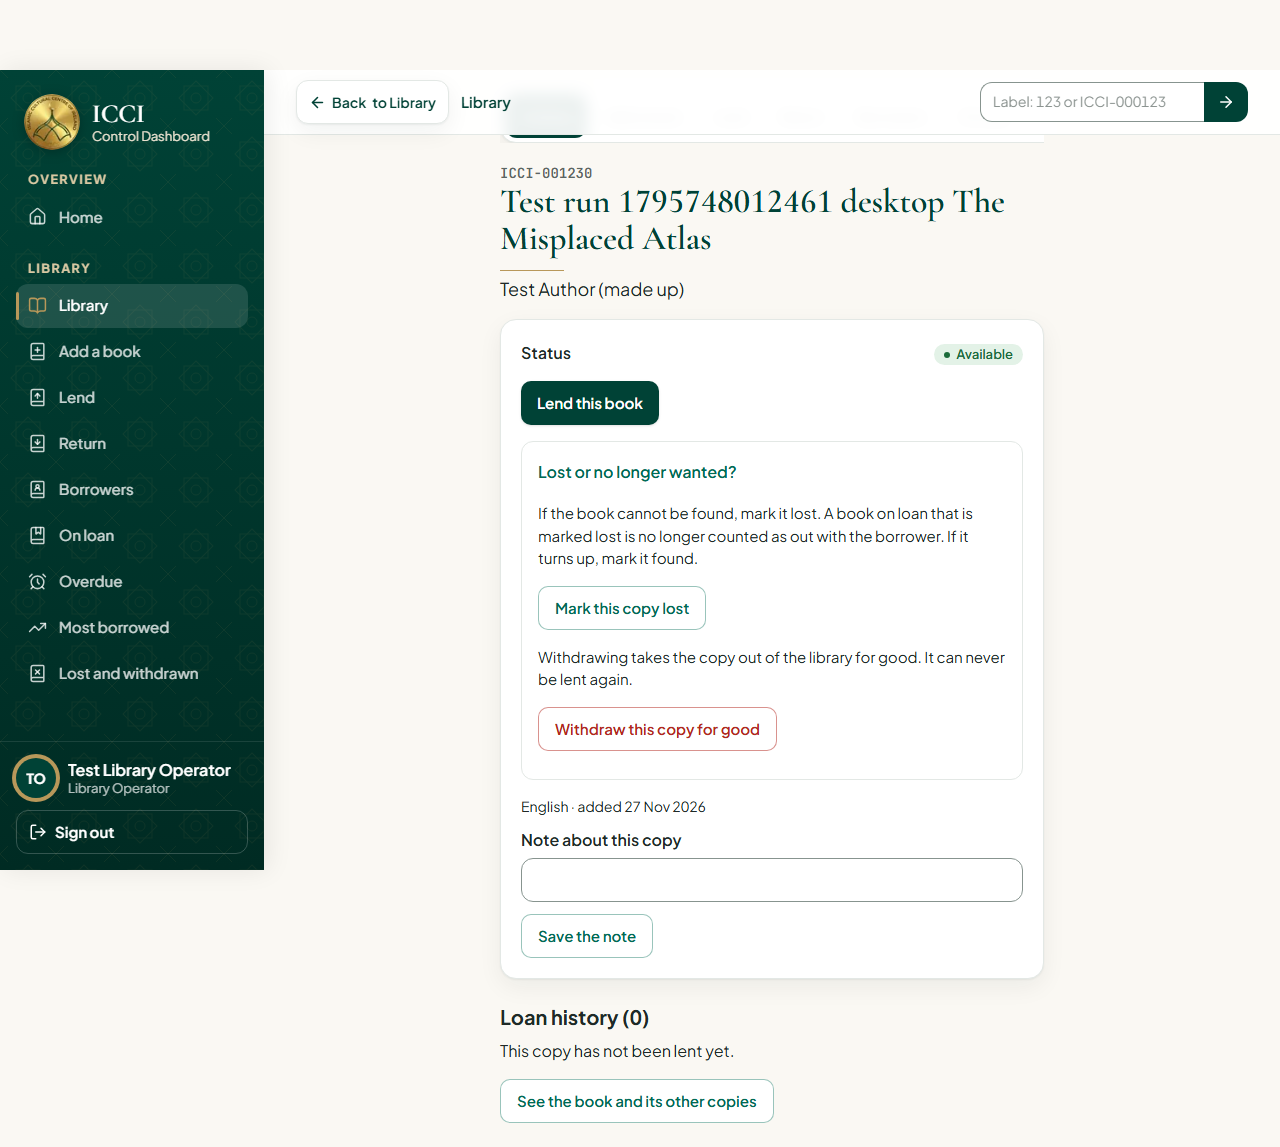 ICCI
Control Dashboard
OVERVIEW
Home
LIBRARY
Library
Add a book
Lend
Return
Borrowers
On loan
Overdue
Most borrowed
Lost and withdrawn
TO
Test Library Operator
Library Operator
Sign out
Back to Library
Library
Label: 123 or ICCI-000123
ICCI-001230
Test run 1795748012461 desktop The
Misplaced Atlas
Test Author (made up)
Status
Available
Lend this book
Lost or no longer wanted?
If the book cannot be found, mark it lost. A book on loan that is
marked lost is no longer counted as out with the borrower. If it
turns up, mark it found.
Mark this copy lost
Withdrawing takes the copy out of the library for good. It can never
be lent again.
Withdraw this copy for good
English · added 27 Nov 2026
Note about this copy
Save the note
Loan history (0)
This copy has not been lent yet.
See the book and its other copies